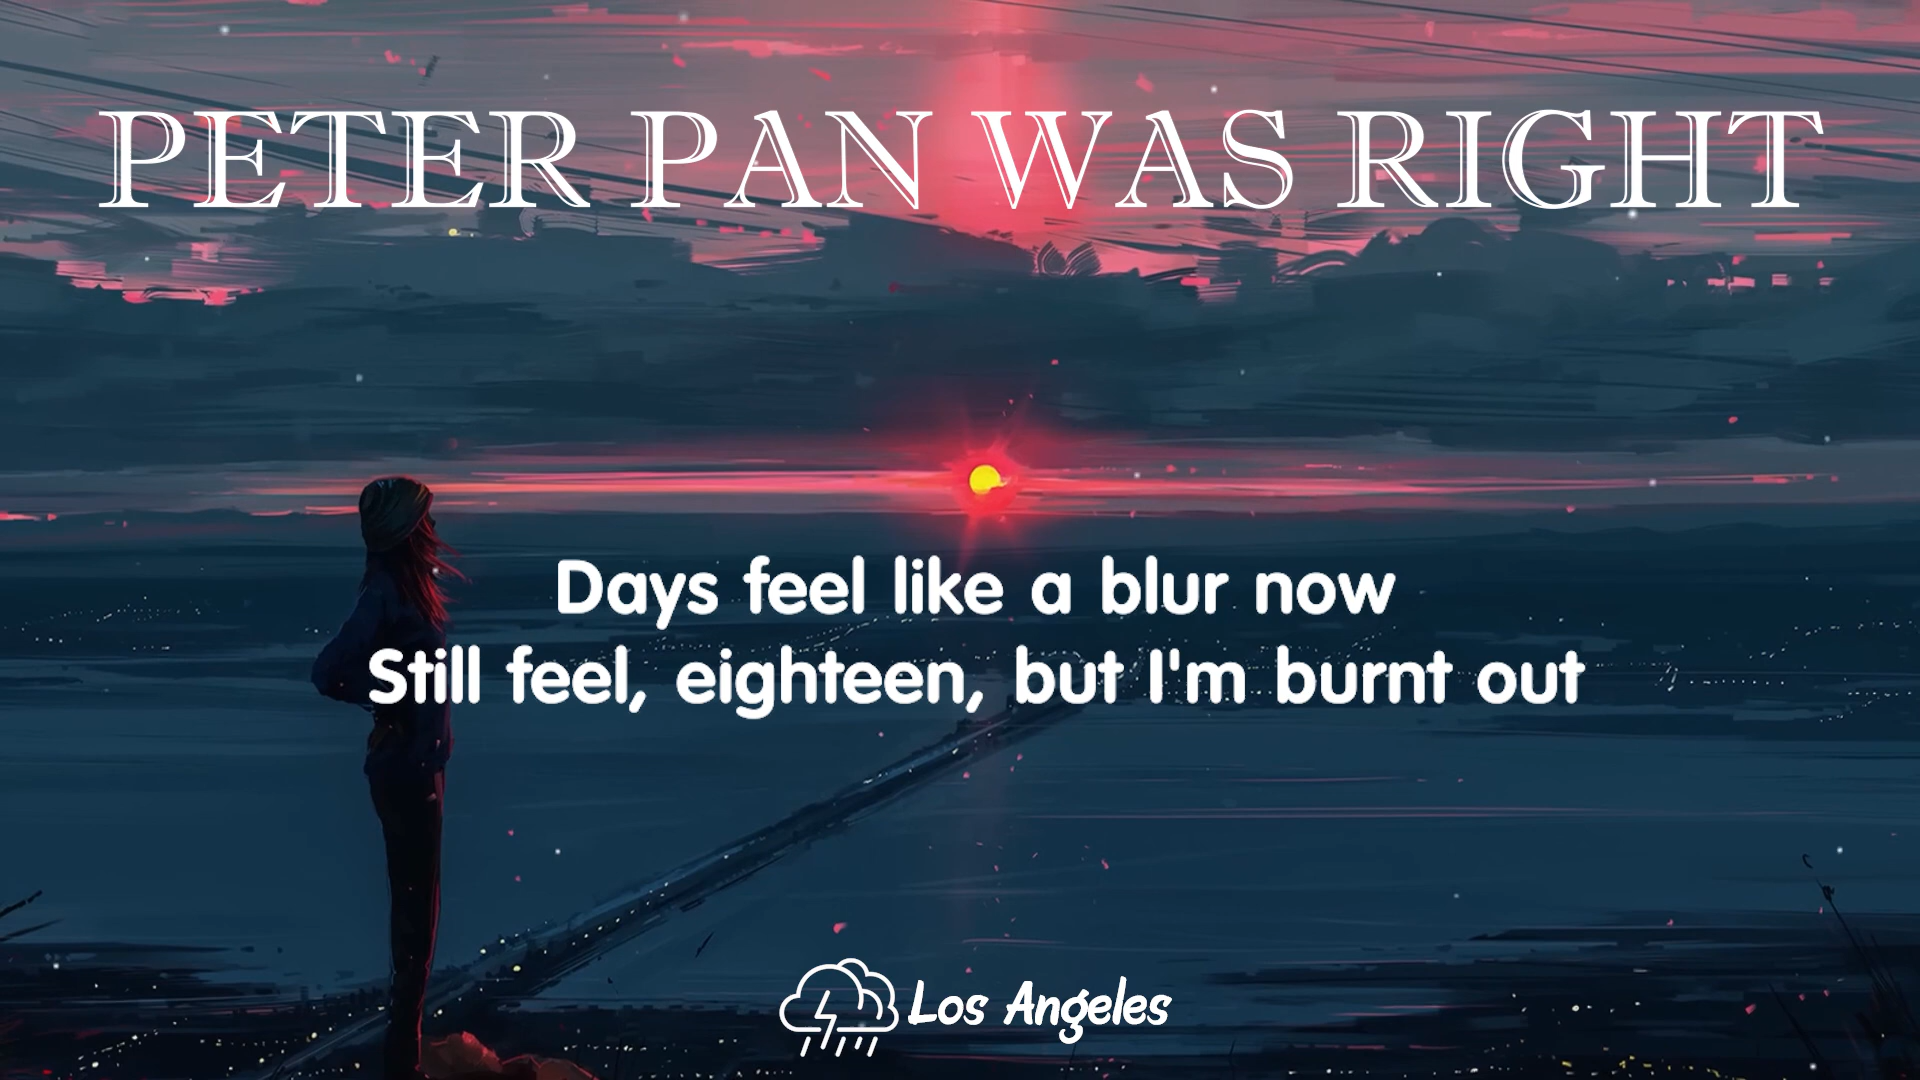 PETER PAN WAS RIGHT
Days feel like a blur now
Still feel, eighteen, but I'm burnt out
Los Angeles